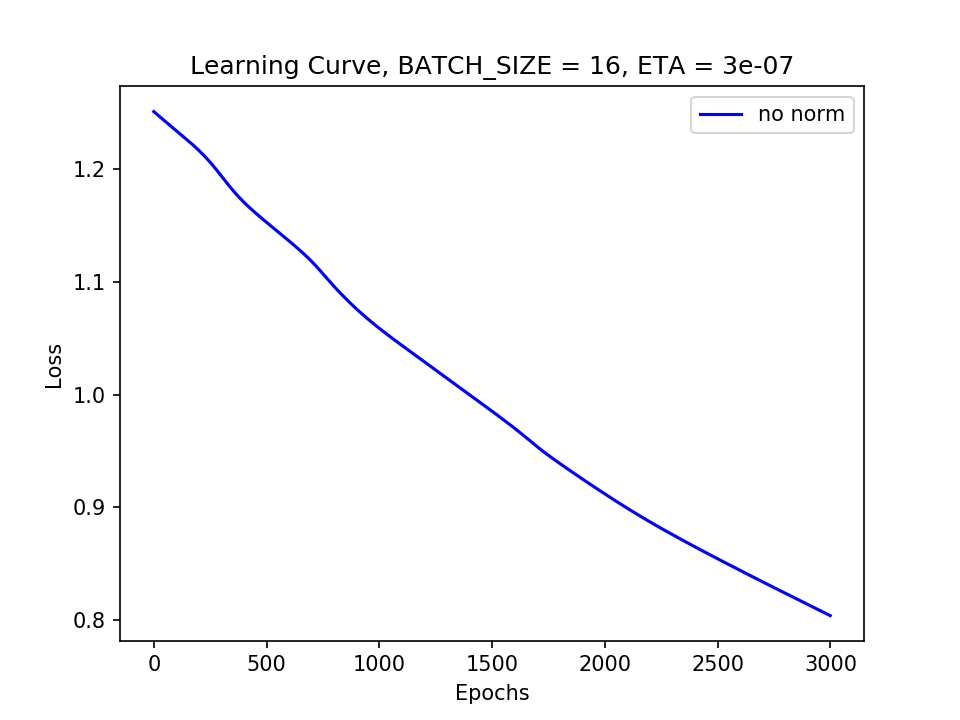 Learning Curve, BATCH_SIZE = 16, ETA = 3e-07
no norm
Loss
1.2
1.1
1.0
0.9
0.8
0 500 1000 1500 2000 2500 3000
Epochs